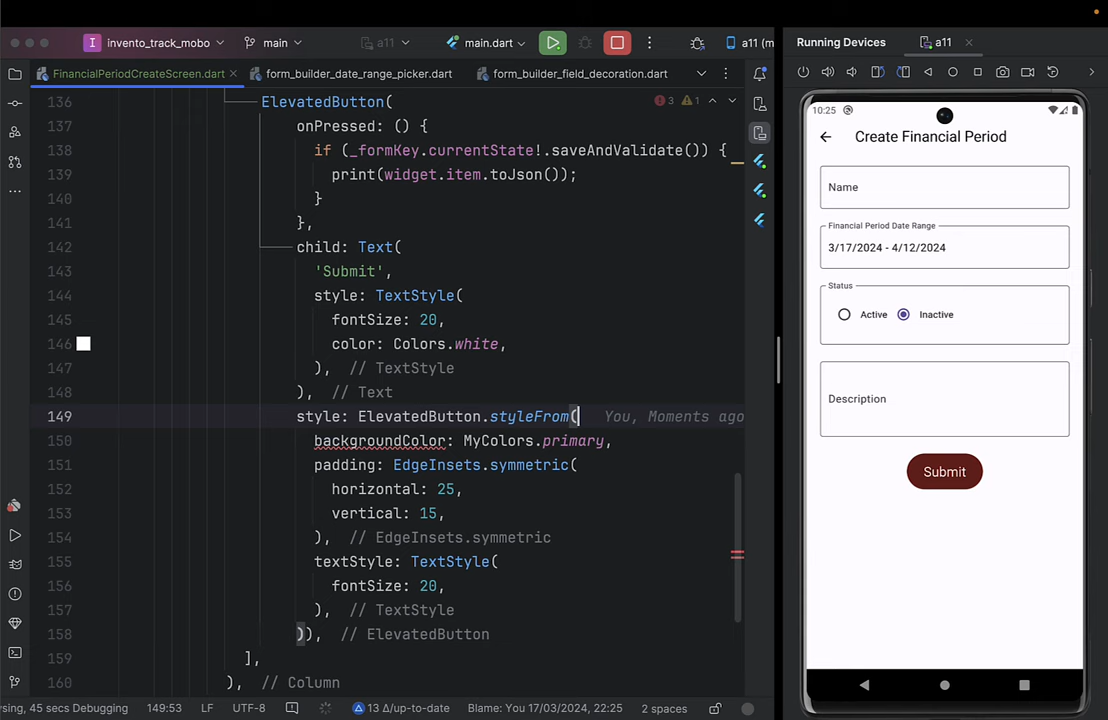 invento_track_mobo
main
a11
main.dart
a11 (m
Running Devices
a11
FinancialPeriodCreateScreen.dart
form_builder_date_range_picker.dart
form_builder_field_decoration.dart
136 ElevatedButton(
3 1
137 onPressed: () {
138 if (_formKey.currentState!.saveAndValidate()) {
139 print(widget.item.toJson());
140 }
141 },
142 child: Text(
143 'Submit',
144 style: TextStyle(
145 fontSize: 20,
146 color: Colors.white,
147 ), // TextStyle
148 ), // Text
149 style: ElevatedButton.styleFrom( You, Moments ago
150 backgroundColor: MyColors.primary,
151 padding: EdgeInsets.symmetric(
152 horizontal: 25,
153 vertical: 15,
154 ), // EdgeInsets.symmetric
155 textStyle: TextStyle(
156 fontSize: 20,
157 ), // TextStyle
158 )), // ElevatedButton
159 ],
160 ), // Column
sing, 45 secs Debugging
149:53
LF
UTF-8
13 Δ/up-to-date
Blame: You 17/03/2024, 22:25
2 spaces
10:25
Create Financial Period
Name
Financial Period Date Range
3/17/2024 - 4/12/2024
Status
Active
Inactive
Description
Submit